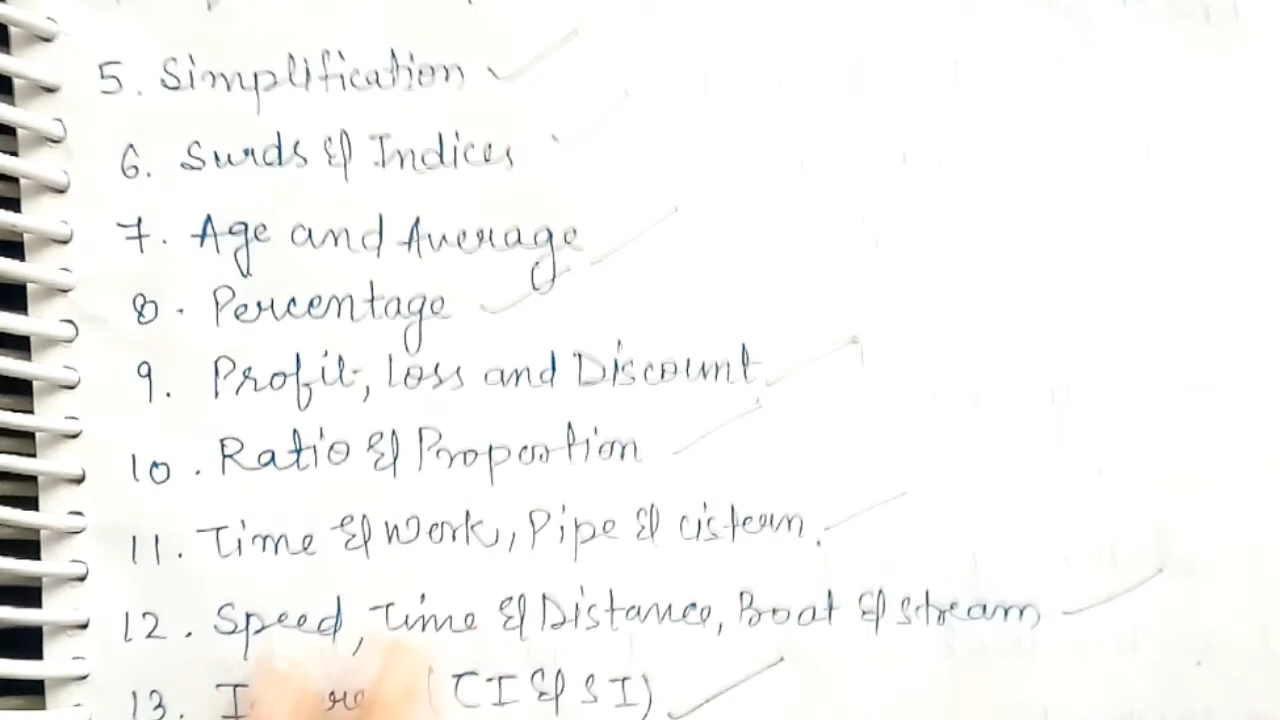 5. Simplification
6. Surds & Indices
7. Age and Average
8. Percentage
9. Profit, Loss and Discount
10. Ratio & Proportion
11. Time & Work, Pipe & cistern.
12. Speed, Time & Distance, Boat & stream
13. (CI & SI)